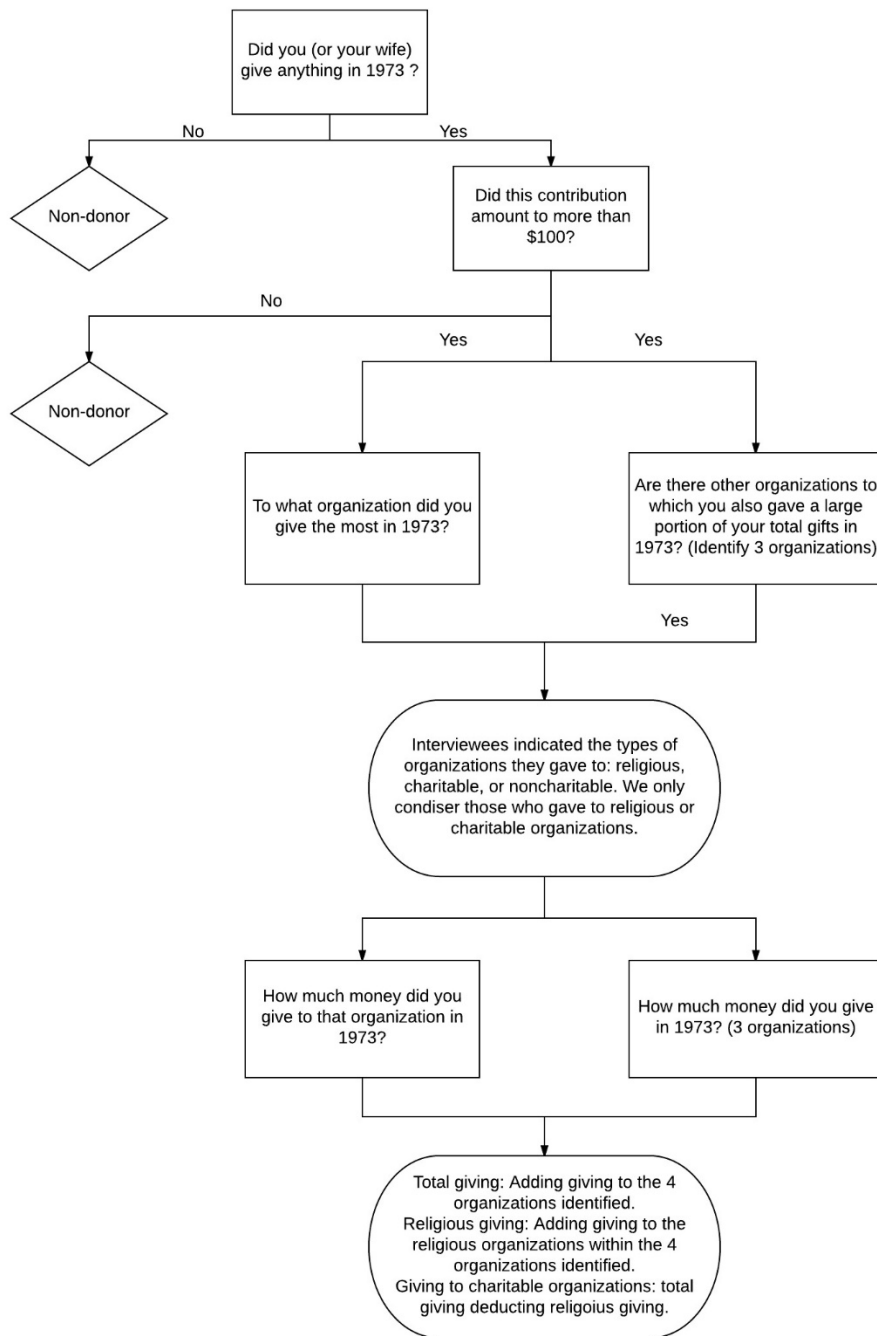 Did you (or your wife)
give anything in 1973 ?
No
Yes
Non-donor
Did this contribution
amount to more than
$100?
No
Yes
Yes
Non-donor
To what organization did you
give the most in 1973?
Are there other organizations to
which you also gave a large
portion of your total gifts in
1973? (Identify 3 organizations)
Yes
Interviewees indicated the types of
organizations they gave to: religious,
charitable, or noncharitable. We only
condiser those who gave to religious or
charitable organizations.
How much money did you
give to that organization in
1973?
How much money did you give
in 1973? (3 organizations)
Total giving: Adding giving to the 4
organizations identified.
Religious giving: Adding giving to the
religious organizations within the 4
organizations identified.
Giving to charitable organizations: total
giving deducting religoius giving.